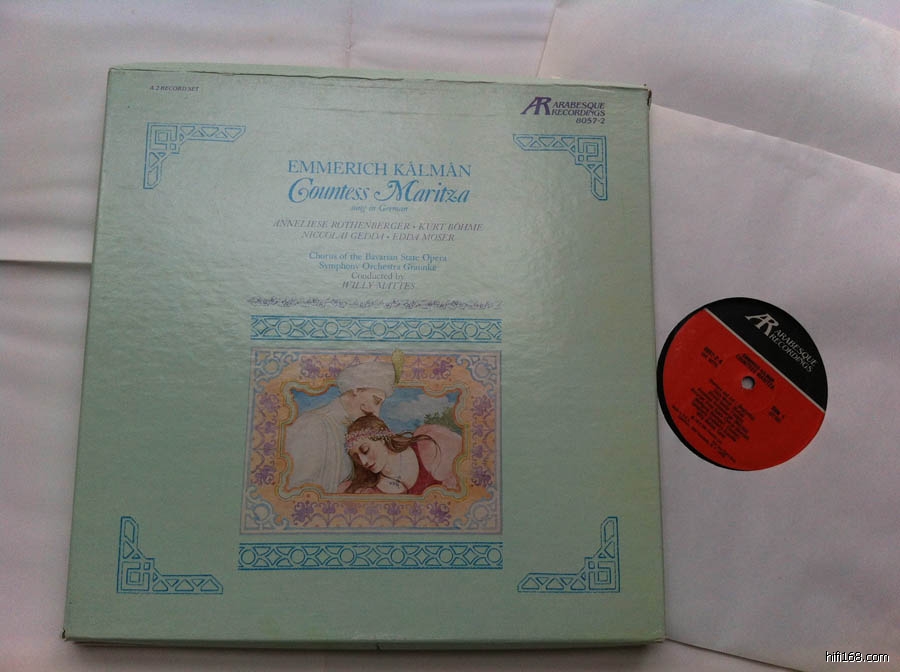 A 2 RECORD SET
AR ARABESQUE
RECORDINGS
8057-2
EMMERICH KÀLMÀN
Countess Maritza
sung in German
ANNELIESE ROTHENBERGER • KURT BÖHME
NICCOLAI GEDDA • EDDA MOSER
Chorus of the Bavarian State Opera
Symphony Orchestra Graunke
Conducted by
WILLY MATTES
AR ARABESQUE
RECORDINGS
hifi168.com